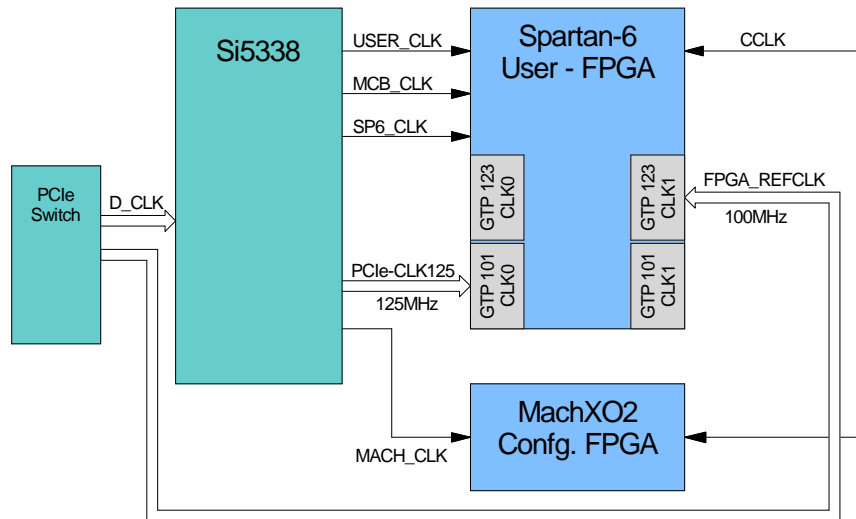 Si5338
USER_CLK
MCB_CLK
SP6_CLK
Spartan-6
User - FPGA
CCLK
PCIe
Switch
D_CLK
GTP 123
CLK0
GTP 123
CLK1
FPGA_REFCLK
100MHz
PCIe-CLK125
125MHz
GTP 101
CLK0
GTP 101
CLK1
MACH_CLK
MachXO2
Confg. FPGA